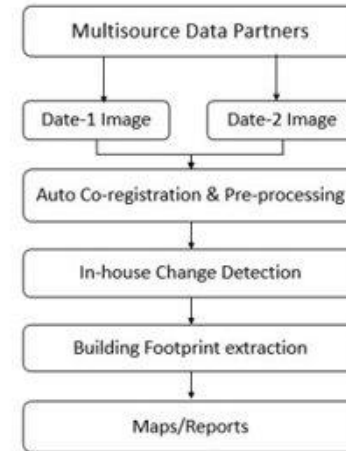 Multisource Data Partners
Date-1 Image
Date-2 Image
Auto Co-registration & Pre-processing
In-house Change Detection
Building Footprint extraction
Maps/Reports